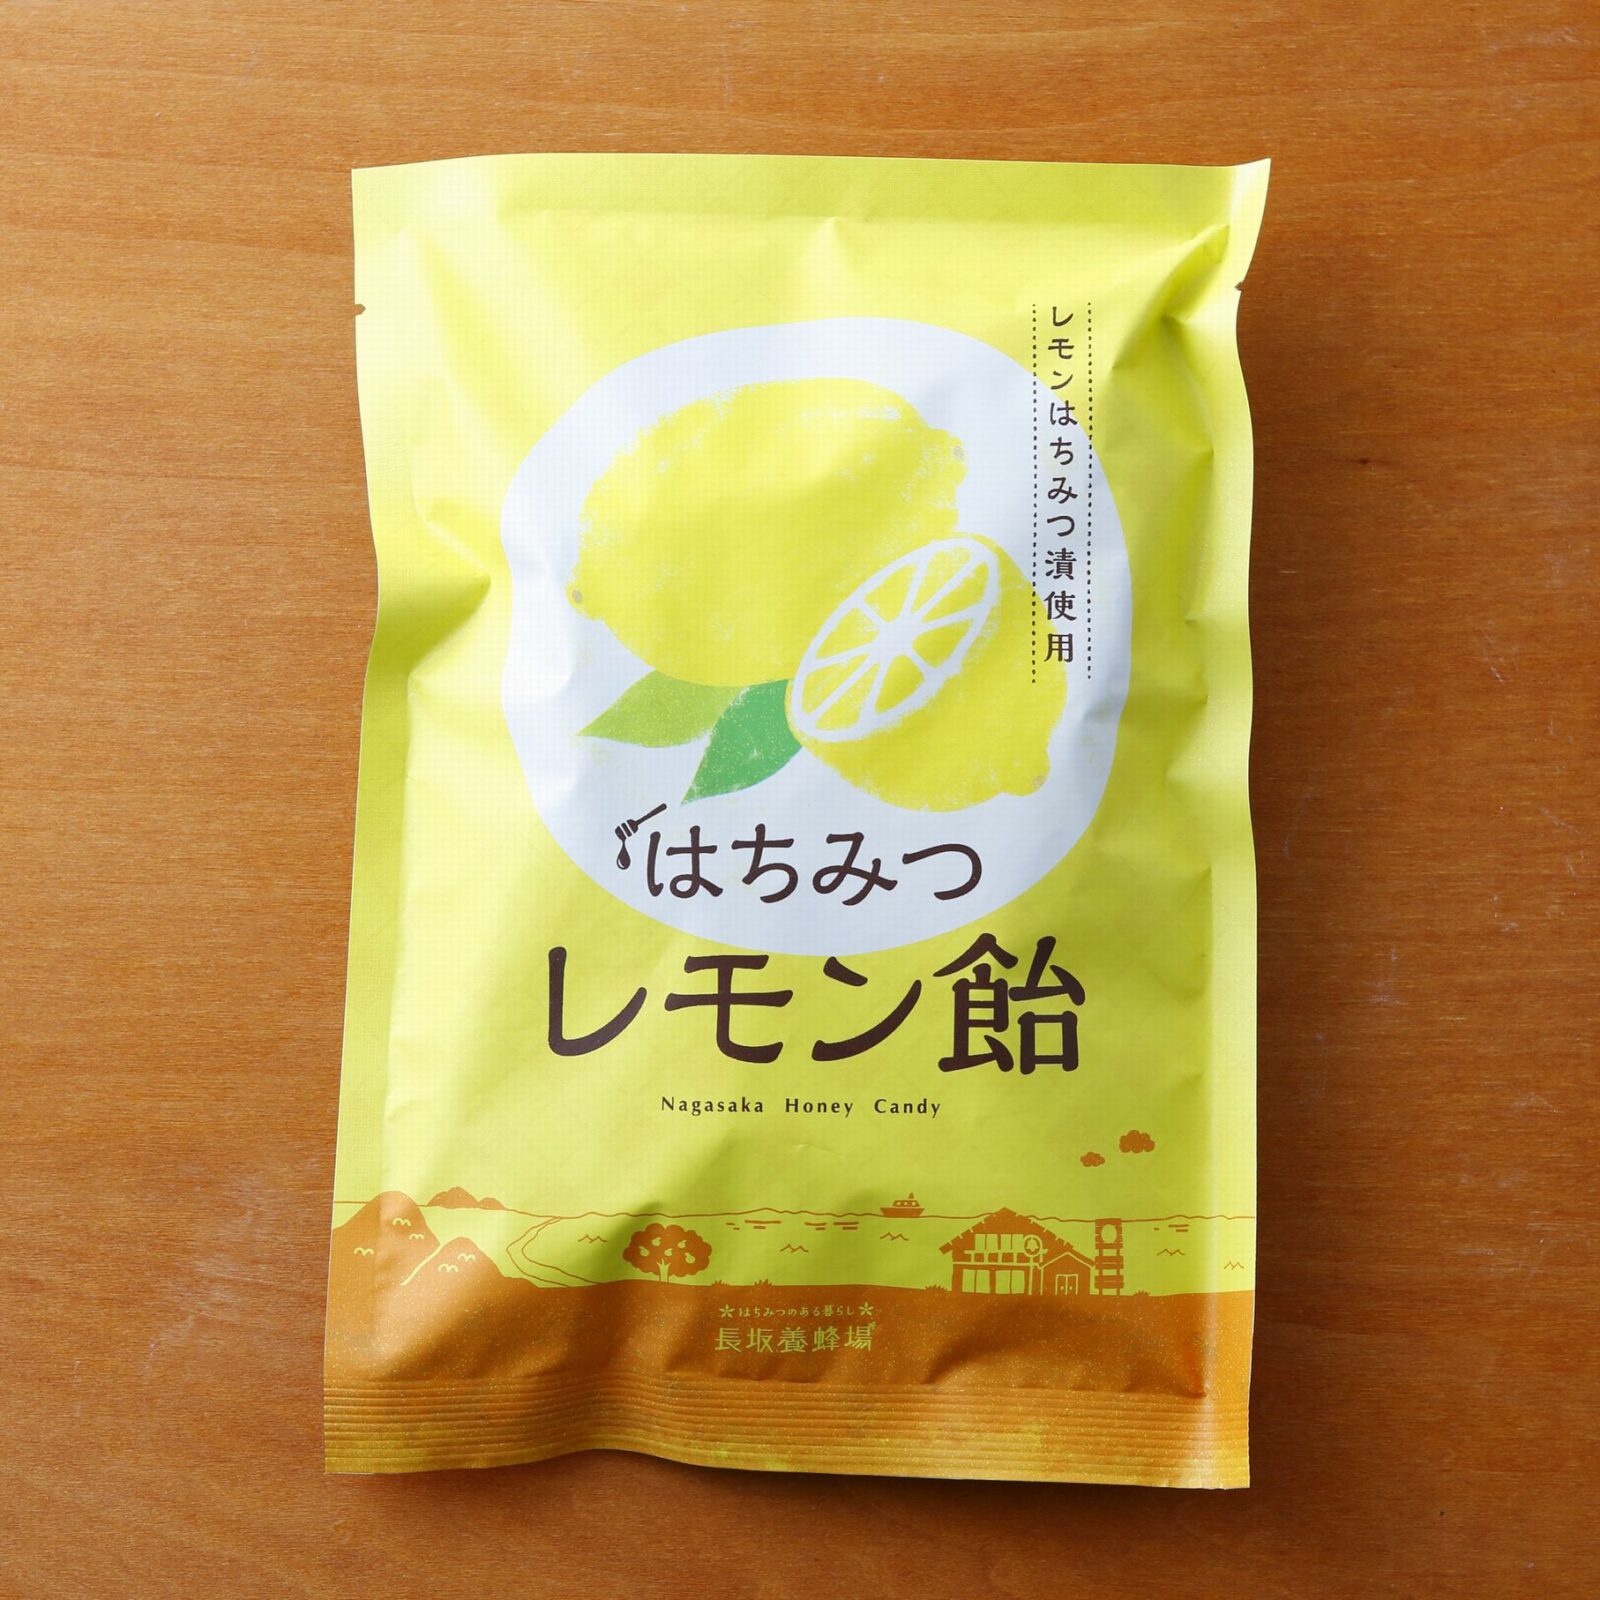 レモンはちみつ漬使用
はちみつ
レモン飴
Nagasaka Honey Candy
はちみつのある暮らし
長坂養蜂場